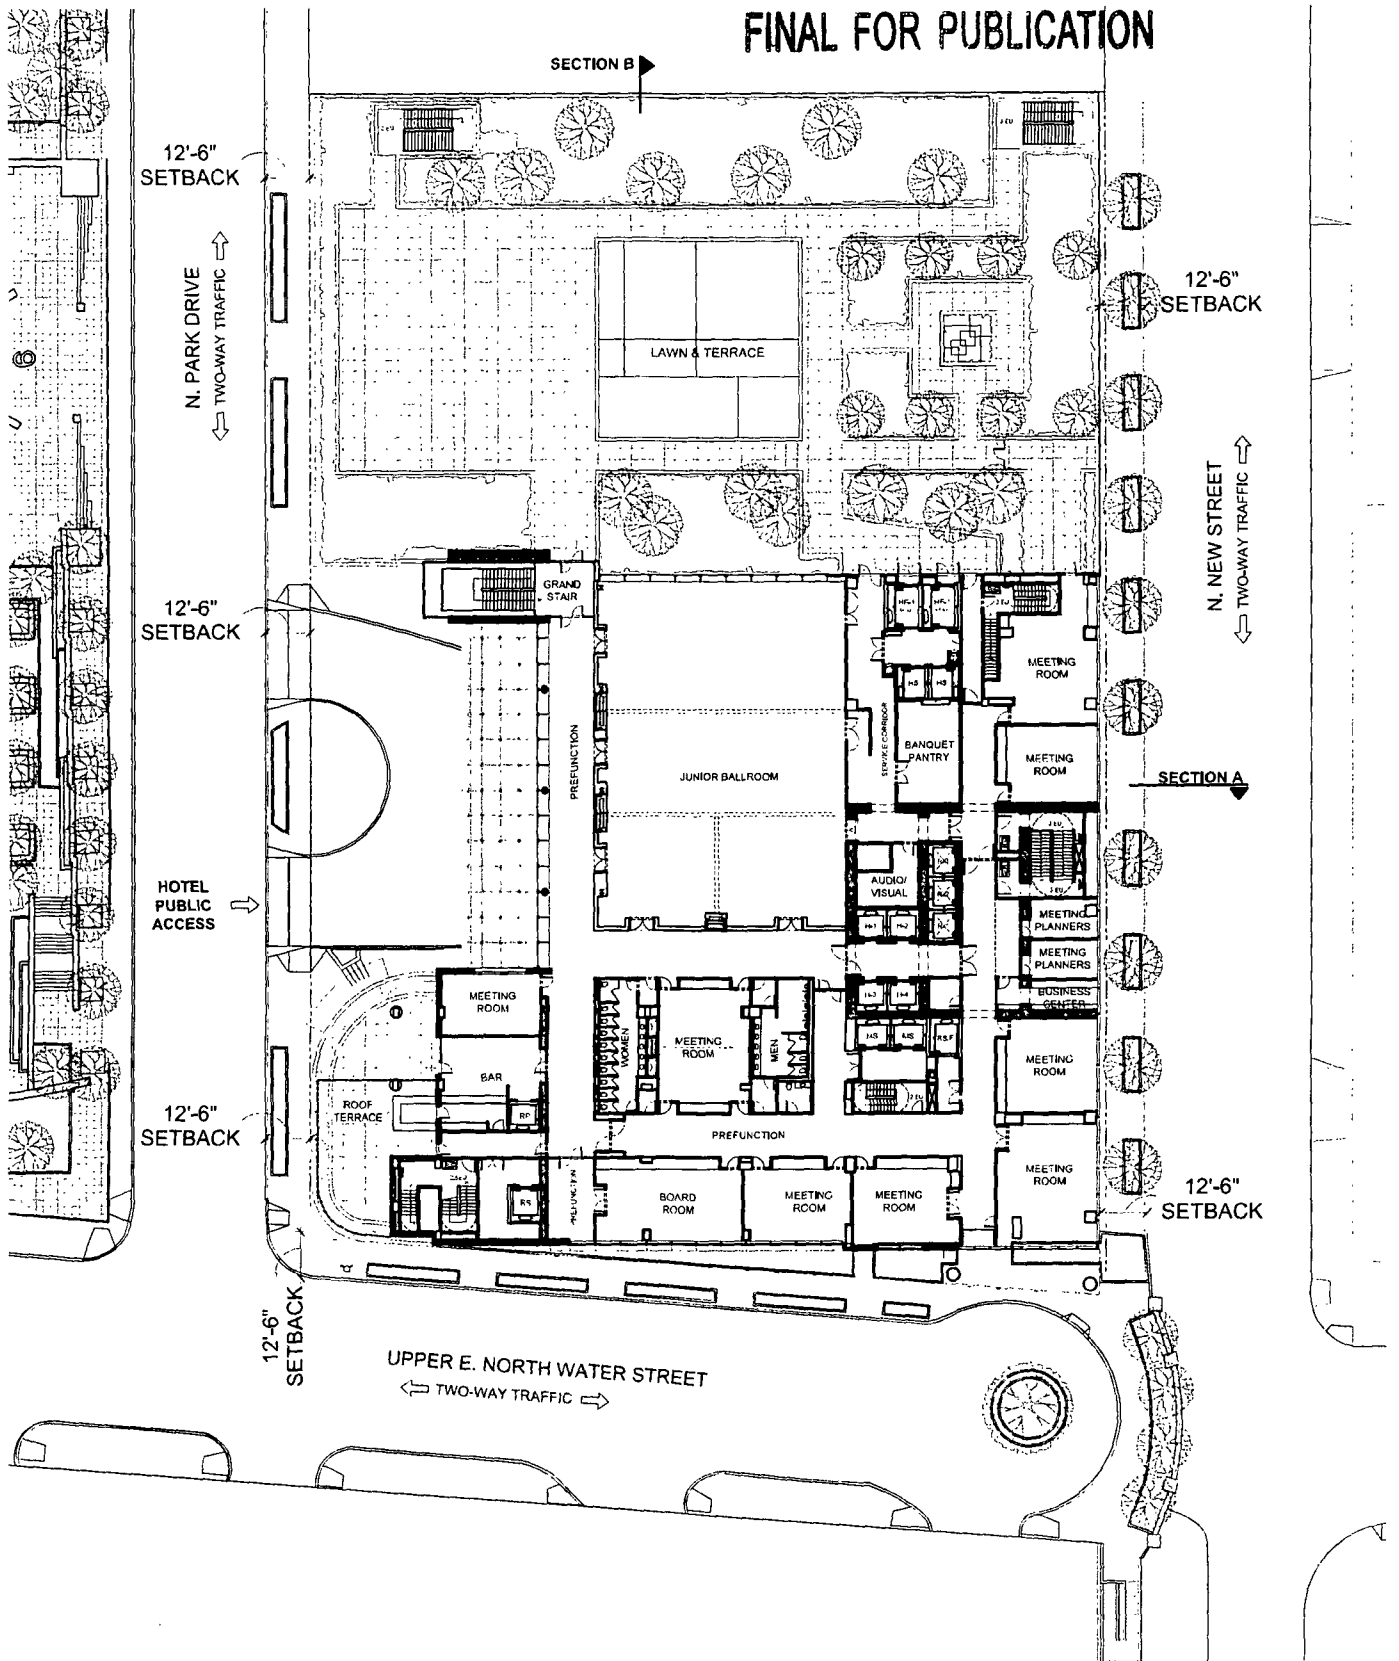 FINAL FOR PUBLICATION
SECTION B
12'-6"
SETBACK
N. PARK DRIVE
TWO-WAY TRAFFIC
12'-6"
SETBACK
LAWN & TERRACE
N. NEW STREET
TWO-WAY TRAFFIC
GRAND
STAIR
12'-6"
SETBACK
MEETING
ROOM
PREFUNCTION
SERVICE CORRIDOR
BANQUET
PANTRY
MEETING
ROOM
JUNIOR BALLROOM
SECTION A
HOTEL
PUBLIC
ACCESS
AUDIO/
VISUAL
MEETING
PLANNERS
MEETING
PLANNERS
BUSINESS
CENTER
MEETING
ROOM
WOMEN
MEETING
ROOM
MEN
MEETING
ROOM
BAR
ROOF
TERRACE
12'-6"
SETBACK
PREFUNCTION
PREFUNCTION
BOARD
ROOM
MEETING
ROOM
MEETING
ROOM
MEETING
ROOM
12'-6"
SETBACK
12'-6"
SETBACK
UPPER E. NORTH WATER STREET
TWO-WAY TRAFFIC